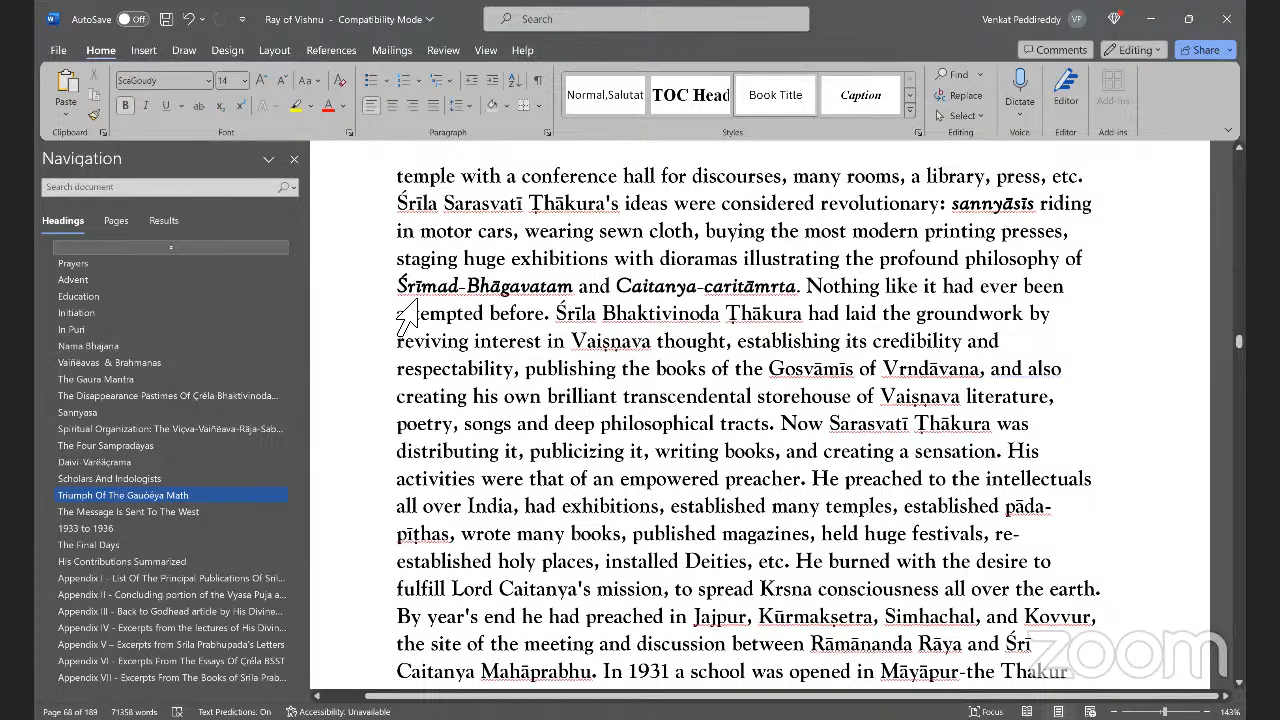 AutoSave Off Ray of Vishnu - Compatibility Mode Search Venkat Peddireddy VP
File Home Insert Draw Design Layout References Mailings Review View Help Comments Editing Share
Paste ScaGoudy 14 Normal,Salutat TOC Head Book Title Caption Find Replace Select Dictate Editor Add-ins
Clipboard Font Paragraph Styles Editing Voice Editor Add-ins
Navigation
Search document
Headings Pages Results
Prayers
Advent
Education
Initiation
In Puri
Nama Bhajana
Vaiñëavas & Brahmanas
The Gaura Mantra
The Disappearance Pastimes Of Çréla Bhaktivinoda...
Sannyasa
Spiritual Organization: The Viçva-Vaiñëava-Räja-Sab...
The Four Sampradäyas
Daivi-Varëäçrama
Scholars And Indologists
Triumph Of The Gauòéya Math
The Message Is Sent To The West
1933 to 1936
The Final Days
His Contributions Summarized
Appendix I - List Of The Principal Publications Of Sril...
Appendix II - Concluding portion of the Vyasa Puja a...
Appendix III - Back to Godhead article by His Divine...
Appendix IV - Excerpts from the lectures of His Divin...
Appendix V – Excerpts from Srila Prabhupada's Letters
Appendix VI - Excerpts From The Essays Of Çréla BSST
Appendix VII - Excerpts From The Books of Srila Prab...
temple with a conference hall for discourses, many rooms, a library, press, etc.
Śrīla Sarasvatī Ṭhākura's ideas were considered revolutionary: sannyāsīs riding
in motor cars, wearing sewn cloth, buying the most modern printing presses,
staging huge exhibitions with dioramas illustrating the profound philosophy of
Śrīmad-Bhāgavatam and Caitanya-caritāmrta. Nothing like it had ever been
empted before. Śrīla Bhaktivinoda Ṭhākura had laid the groundwork by
reviving interest in Vaiṣṇava thought, establishing its credibility and
respectability, publishing the books of the Gosvāmīs of Vrndāvana, and also
creating his own brilliant transcendental storehouse of Vaiṣṇava literature,
poetry, songs and deep philosophical tracts. Now Sarasvatī Ṭhākura was
distributing it, publicizing it, writing books, and creating a sensation. His
activities were that of an empowered preacher. He preached to the intellectuals
all over India, had exhibitions, established many temples, established pāda-
pīṭhas, wrote many books, published magazines, held huge festivals, re-
established holy places, installed Deities, etc. He burned with the desire to
fulfill Lord Caitanya's mission, to spread Krsna consciousness all over the earth.
By year's end he had preached in Jajpur, Kūrmakṣetra, Simhachal, and Kovvur,
the site of the meeting and discussion between Rāmānanda Rāya and Śrī
Caitanya Mahāprabhu. In 1931 a school was opened in Māyāpur-the Thakur
zoom
Page 68 of 189 71358 words Text Predictions: On Accessibility: Unavailable Focus 143%